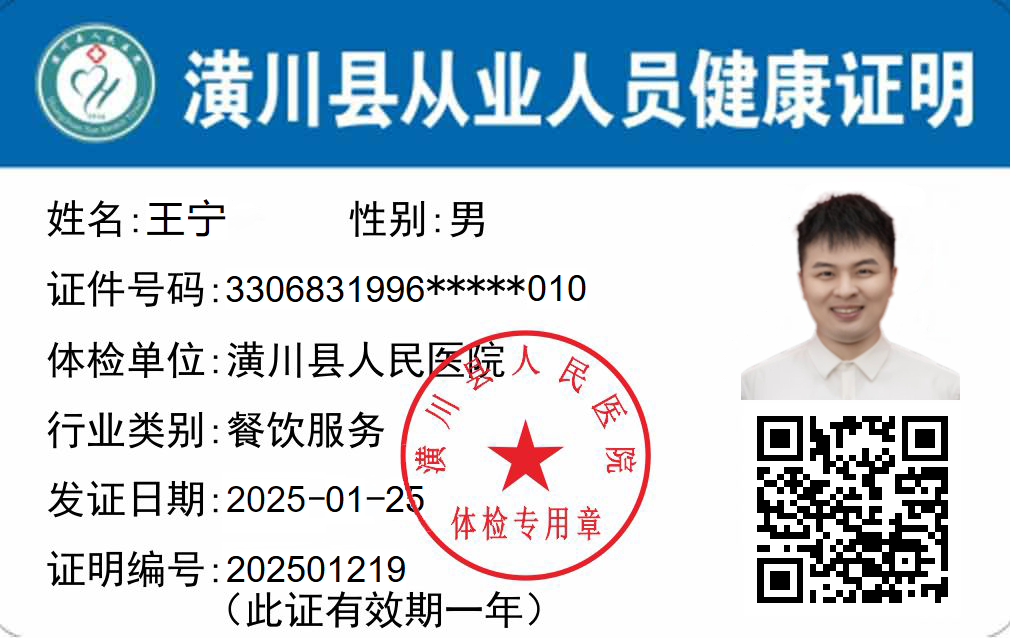 潢川县从业人员健康证明
姓名:王宁 性别:男
证件号码:3306831996*****010
体检单位:潢川县人民医院
行业类别:餐饮服务
发证日期:2025-01-25
证明编号:202501219
(此证有效期一年)
潢川县人民医院
体检专用章